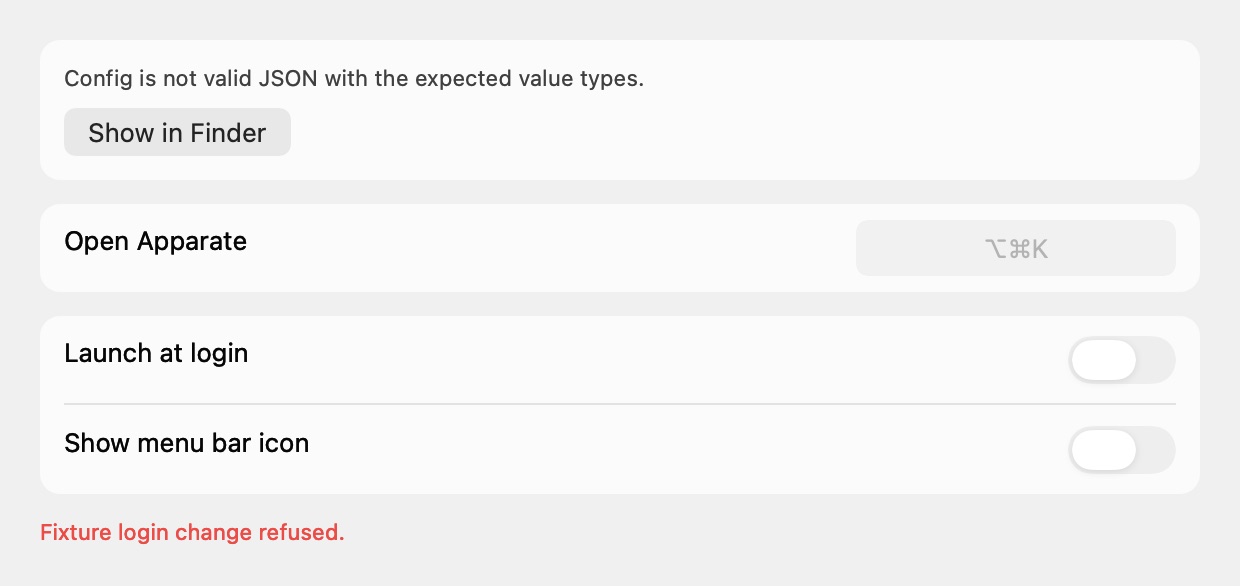 Config is not valid JSON with the expected value types.
Show in Finder
Open Apparate
⌥⌘K
Launch at login
Show menu bar icon
Fixture login change refused.